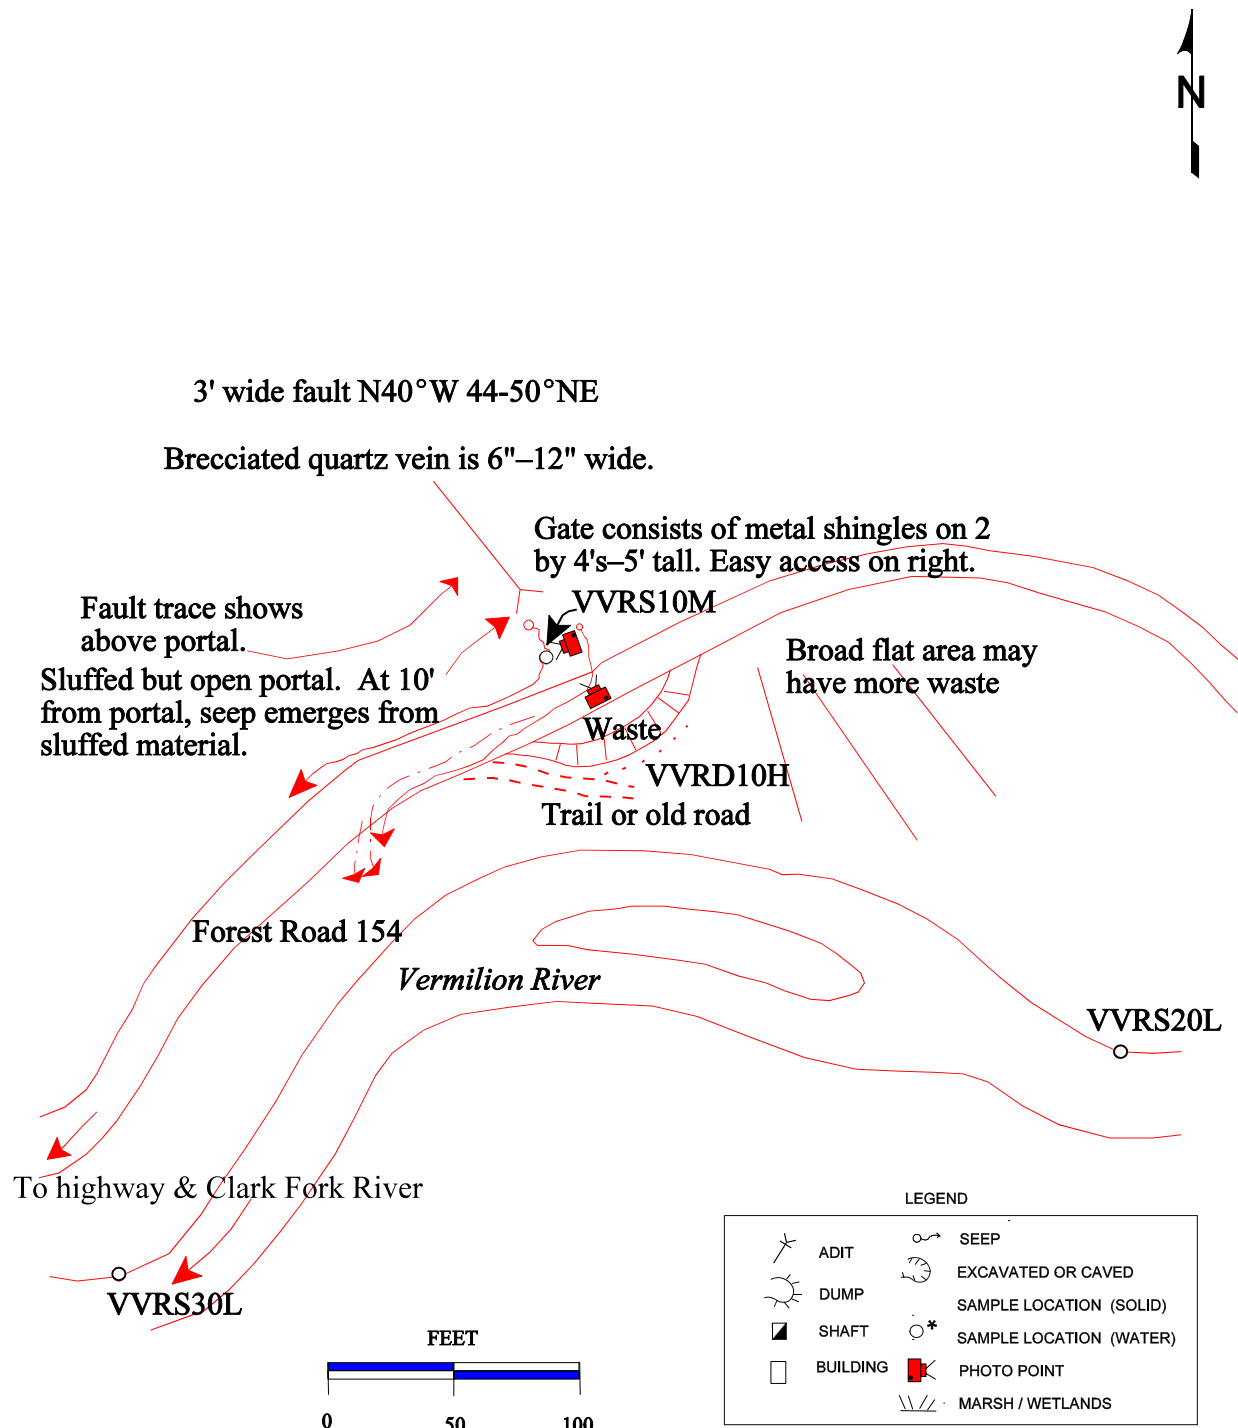 N
3' wide fault N40°W 44-50°NE
Brecciated quartz vein is 6"–12" wide.
Gate consists of metal shingles on 2
by 4's–5' tall. Easy access on right.
VVRS10M
Fault trace shows
above portal.
Sluffed but open portal. At 10'
from portal, seep emerges from
sluffed material.
Broad flat area may
have more waste
Waste
VVRD10H
Trail or old road
Forest Road 154
Vermilion River
VVRS20L
To highway & Clark Fork River
VVRS30L
FEET
0 50 100
LEGEND
ADIT
DUMP
SHAFT
BUILDING
SEEP
EXCAVATED OR CAVED
SAMPLE LOCATION (SOLID)
* SAMPLE LOCATION (WATER)
PHOTO POINT
MARSH / WETLANDS